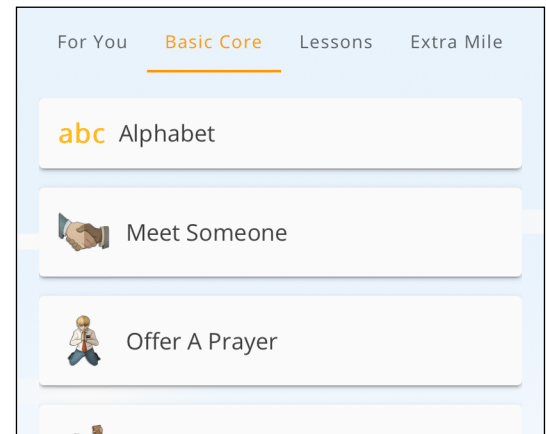 For You Basic Core Lessons Extra Mile
abc Alphabet
Meet Someone
Offer A Prayer